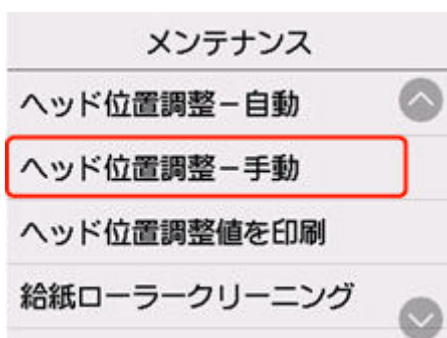 メンテナンス
ヘッド位置調整－自動
ヘッド位置調整－手動
ヘッド位置調整値を印刷
給紙ローラークリーニング